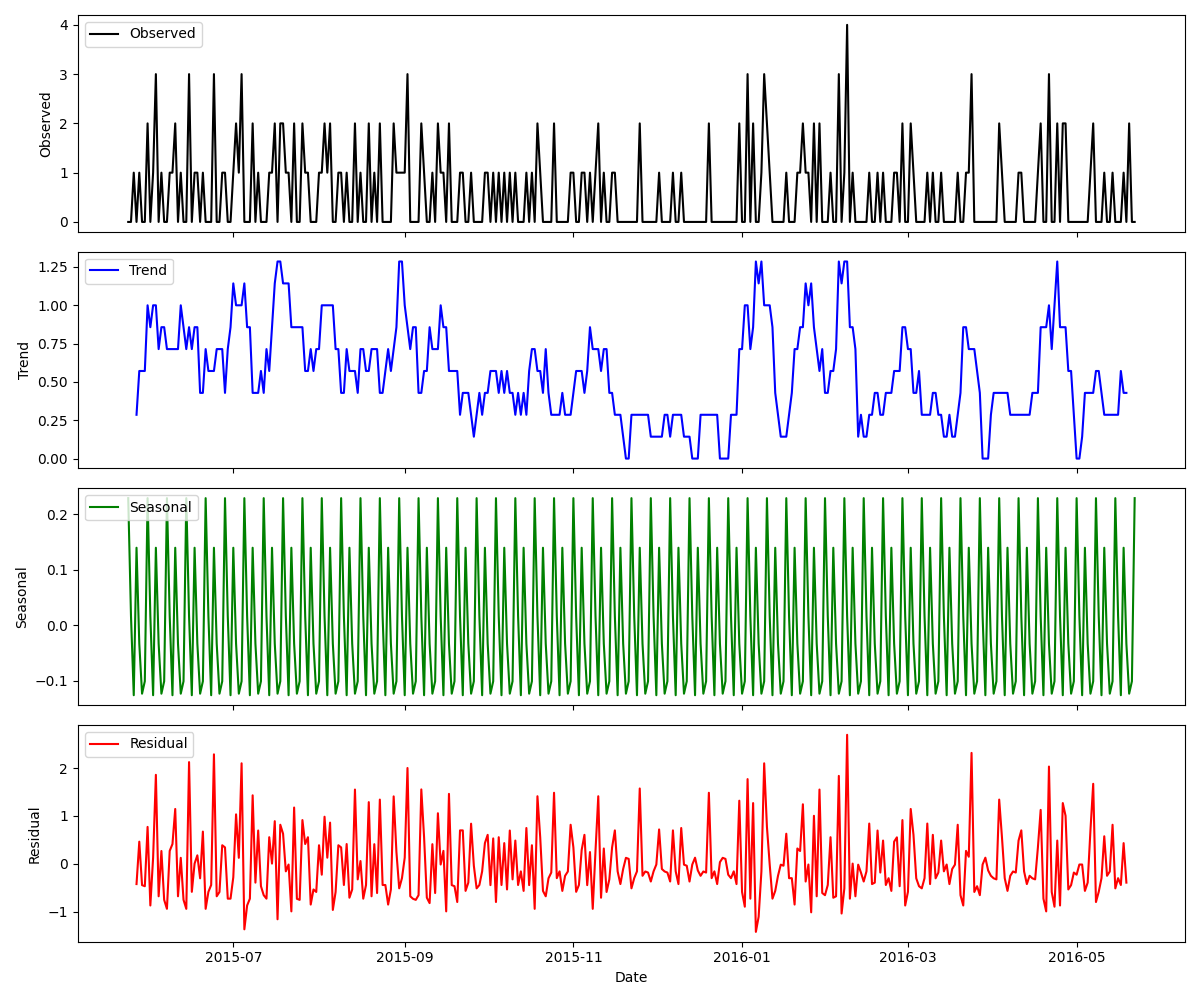 Observed
Observed
4
3
2
1
0
Trend
Trend
1.25
1.00
0.75
0.50
0.25
0.00
Seasonal
Seasonal
0.2
0.1
0.0
−0.1
Residual
Residual
2
1
0
−1
2015-07 2015-09 2015-11 2016-01 2016-03 2016-05
Date